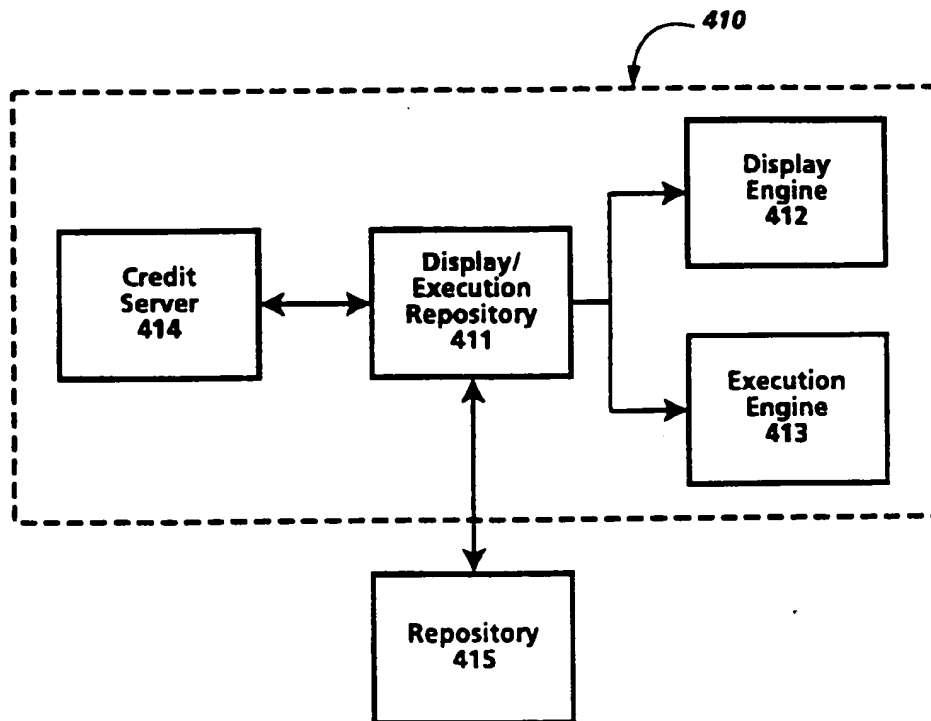 410
Display
Engine
412
Credit
Server
414
Display/
Execution
Repository
411
Execution
Engine
413
Repository
415